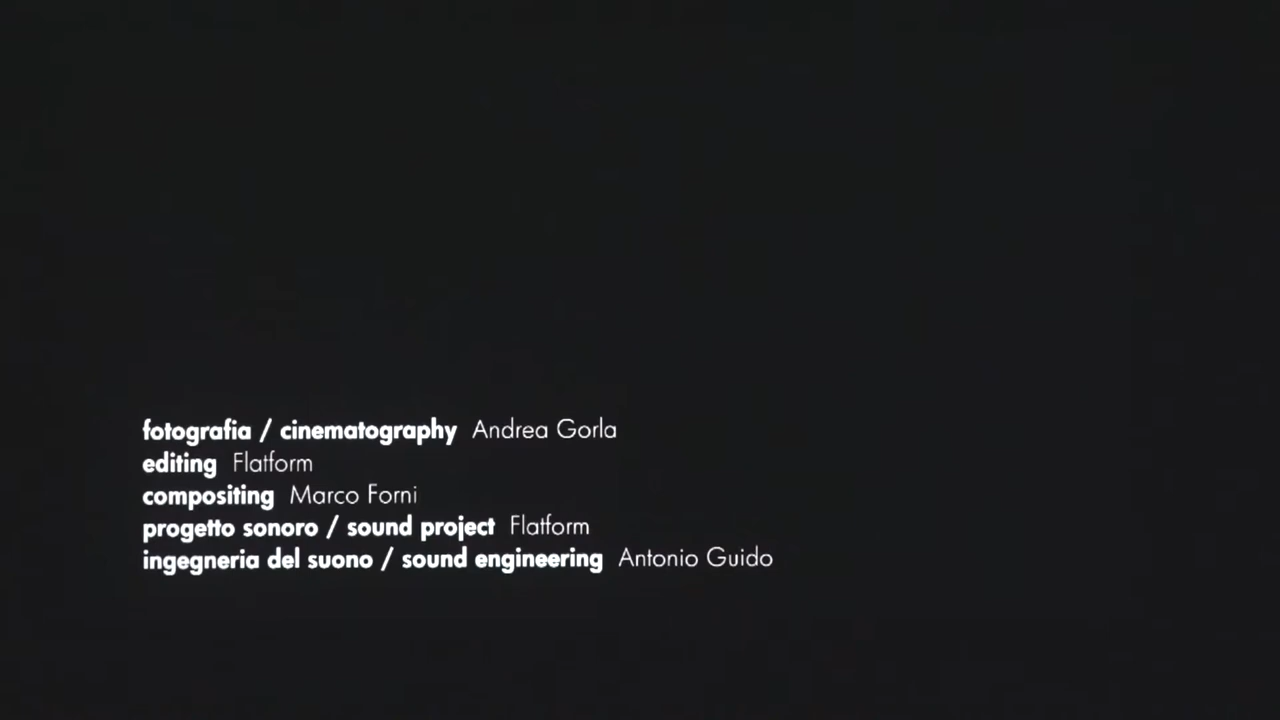 fotografia / cinematography Andrea Gorla
editing Flatform
compositing Marco Forni
progetto sonoro / sound project Flatform
ingegneria del suono / sound engineering Antonio Guido